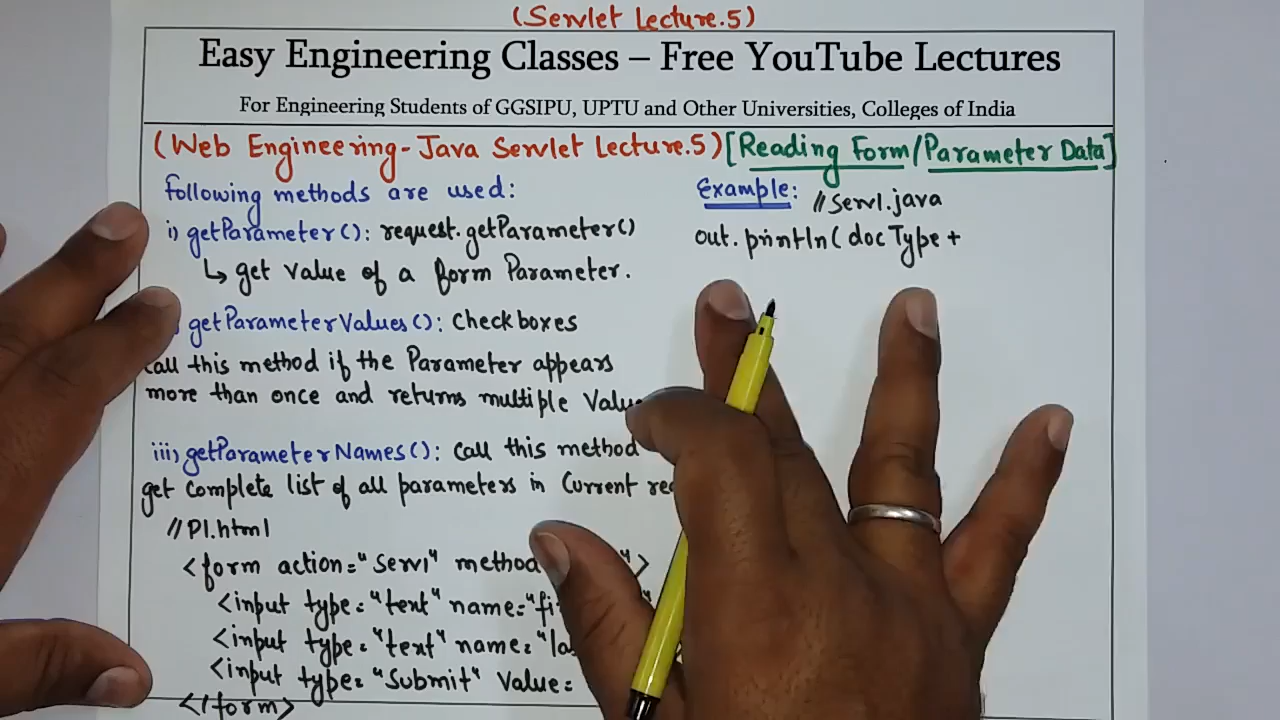 (Servlet Lecture.5)
Easy Engineering Classes – Free YouTube Lectures
For Engineering Students of GGSIPU, UPTU and Other Universities, Colleges of India
(Web Engineering - Java Servlet Lecture.5) [Reading Form/Parameter Data]
following methods are used:
i) getParameter(): request.getParameter()
↳ get value of a form Parameter.
getParameterValues(): Checkboxes
call this method if the Parameter appears
more than once and returns multiple
iii) getParameterNames(): Call this method
get Complete list of all parameters in Current
//P1.html
<form action="Serv1" method
<input type="text" name="
<input type="text" name="
<input type="Submit" Value=
</form>
Example: //Serv1.java
out.println(docType +